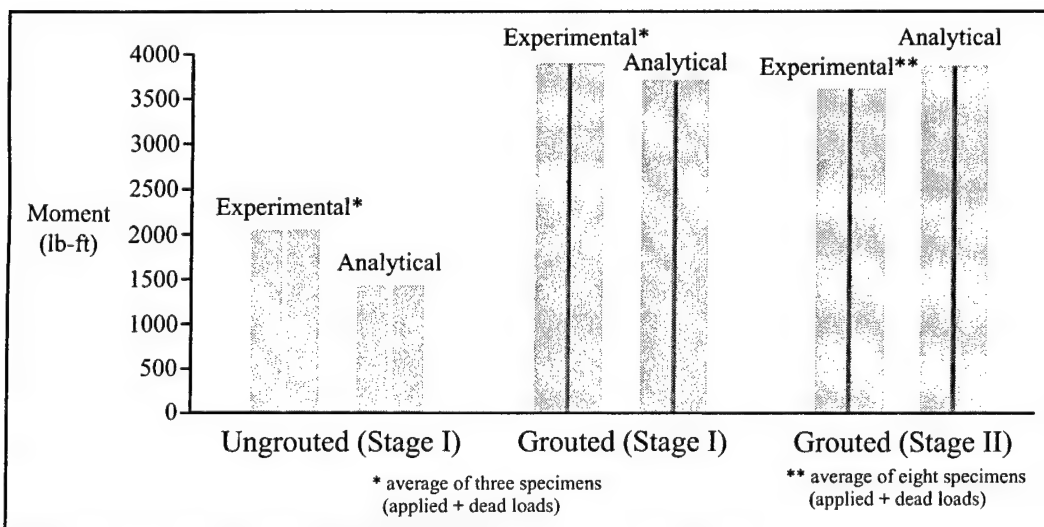 4000
3500
3000
2500
2000
1500
1000
500
0
Moment
(lb-ft)
Experimental*
Analytical
Experimental*
Analytical
Experimental**
Analytical
Ungrouted (Stage I)
Grouted (Stage I)
Grouted (Stage II)
* average of three specimens
(applied + dead loads)
** average of eight specimens
(applied + dead loads)